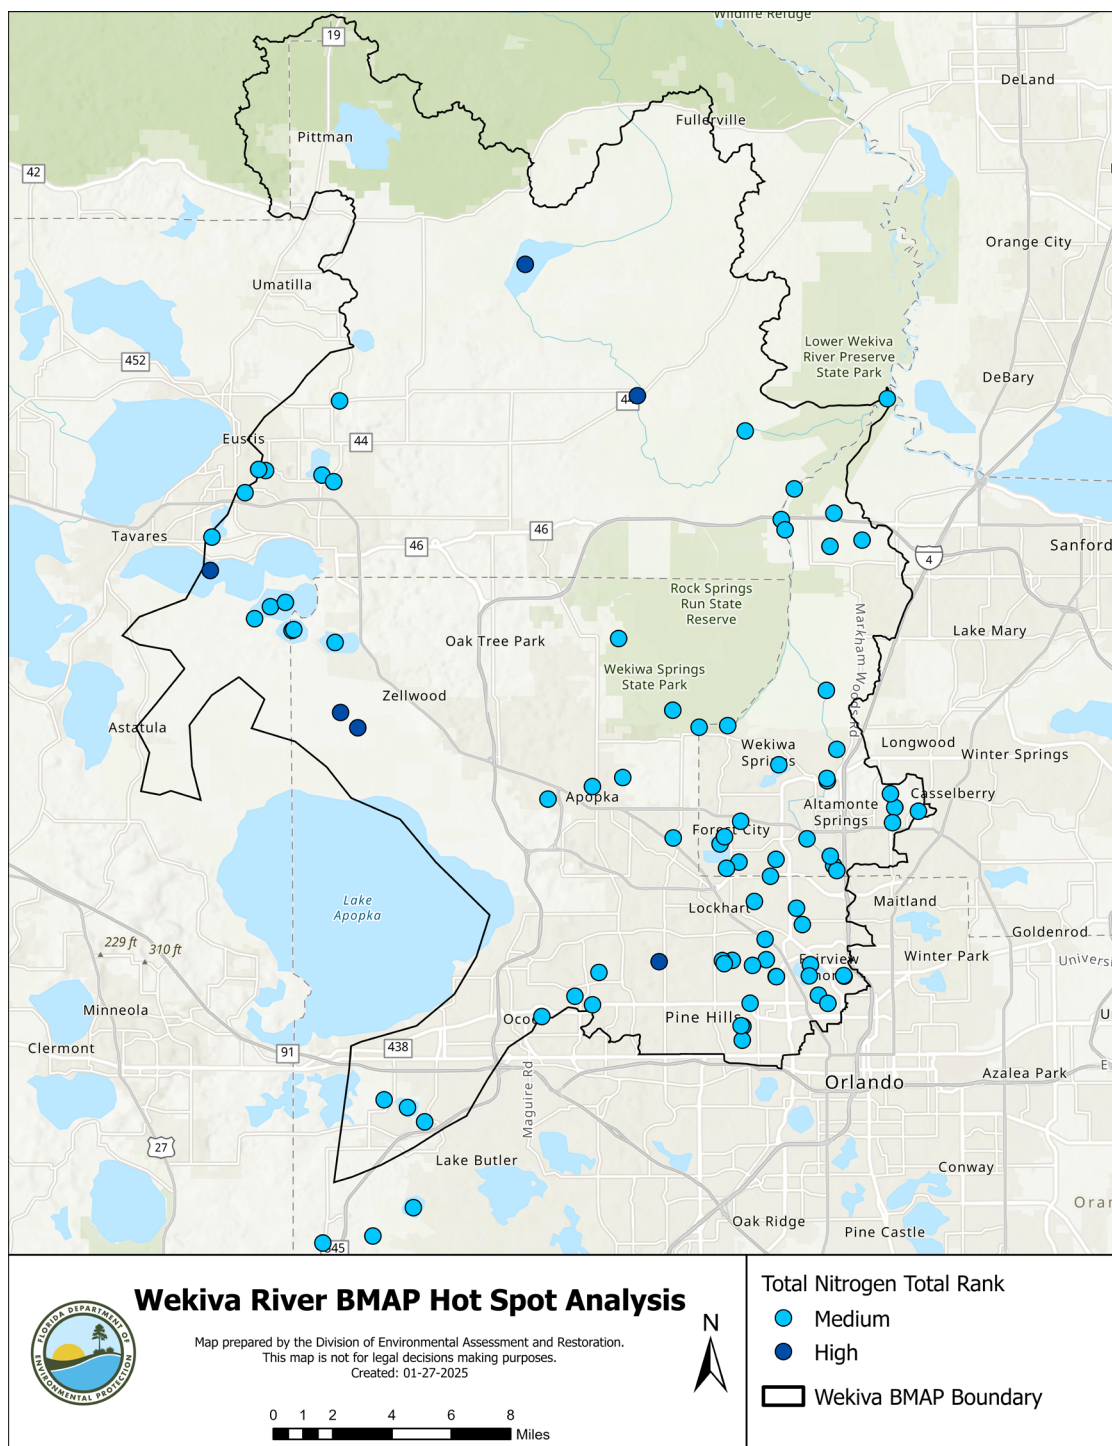 Wildlife Refuge
19
DeLand
Fullerville
Pittman
42
Orange City
Umatilla
Lower Wekiva
River Preserve
State Park
452
DeBary
44
Eustis
44
46
Tavares
46
Sanford
4
Rock Springs
Run State
Reserve
Markham Woods Rd
Lake Mary
Oak Tree Park
Wekiwa Springs
State Park
Zellwood
Astatula
Wekiwa
Springs
Longwood
Winter Springs
Apopka
Altamonte
Springs
Casselberry
Forest City
Lake
Apopka
Lockhart
Maitland
Goldenrod
229 ft
310 ft
Winter Park
Fairview
Univers
Minneola
Pine Hills
Clermont
438
91
Azalea Park
Orlando
Maguire Rd
27
Lake Butler
Conway
Oran
Oak Ridge
Pine Castle
545
Wekiva River BMAP Hot Spot Analysis
Map prepared by the Division of Environmental Assessment and Restoration.
This map is not for legal decisions making purposes.
Created: 01-27-2025
FLORIDA DEPARTMENT OF
ENVIRONMENTAL PROTECTION
N
0 1 2 4 6 8
Miles
Total Nitrogen Total Rank
Medium
High
Wekiva BMAP Boundary